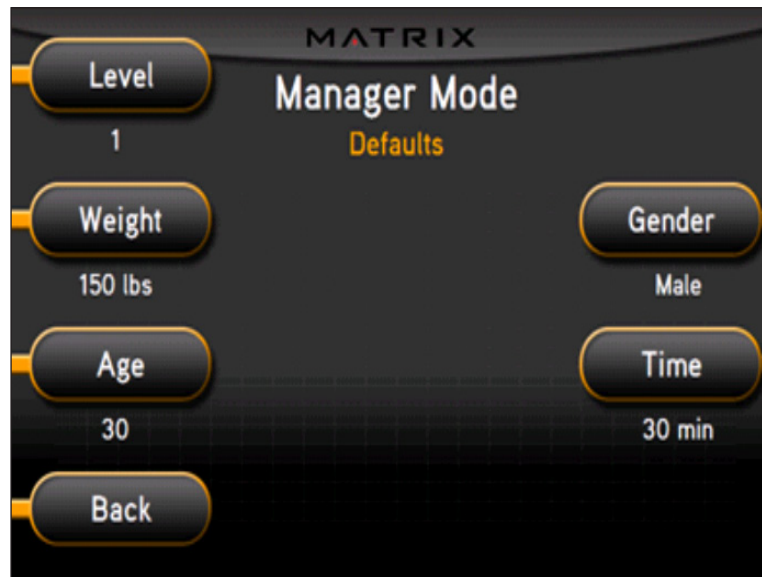 MATRIX
Manager Mode
Defaults
Level
1
Weight
150 lbs
Gender
Male
Age
30
Time
30 min
Back